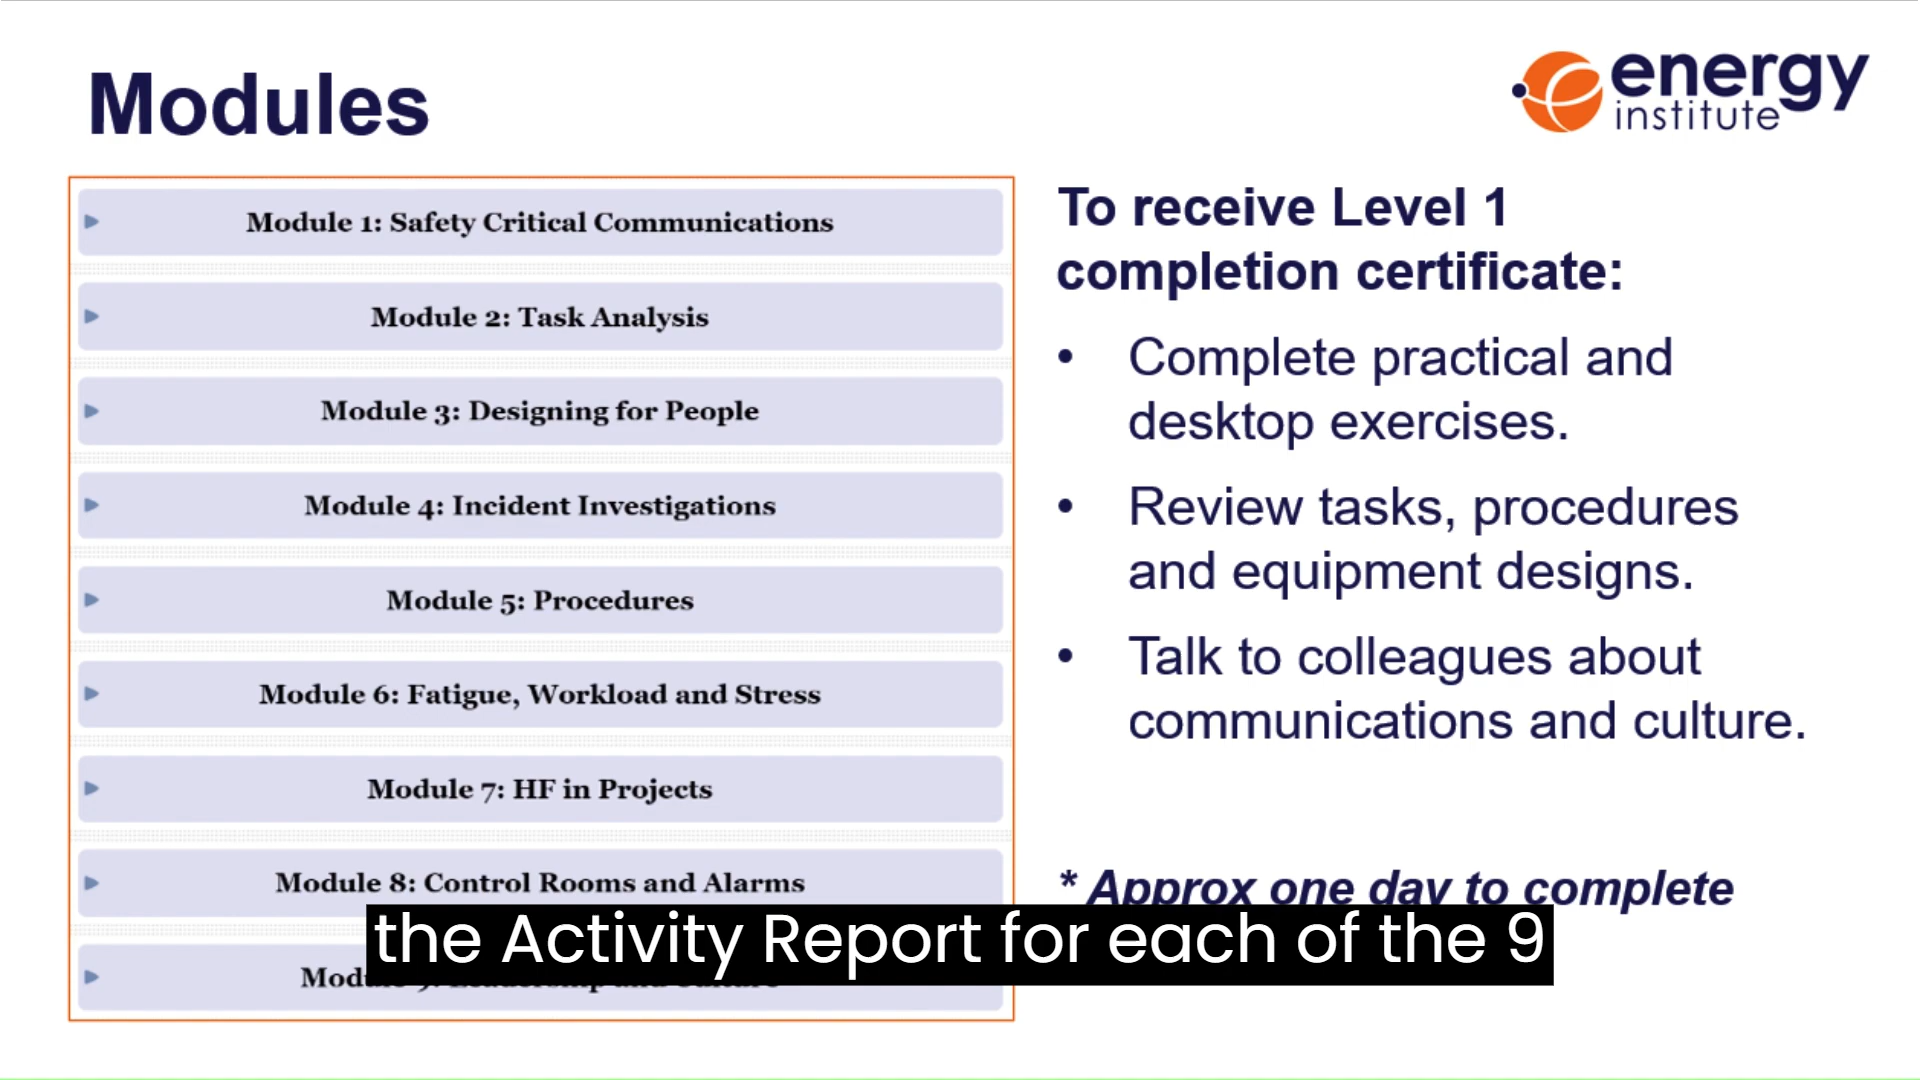 Modules
energy
institute
Module 1: Safety Critical Communications
Module 2: Task Analysis
Module 3: Designing for People
Module 4: Incident Investigations
Module 5: Procedures
Module 6: Fatigue, Workload and Stress
Module 7: HF in Projects
Module 8: Control Rooms and Alarms
To receive Level 1
completion certificate:
• Complete practical and
desktop exercises.
• Review tasks, procedures
and equipment designs.
• Talk to colleagues about
communications and culture.
* Approx one day to complete
the Activity Report for each of the 9